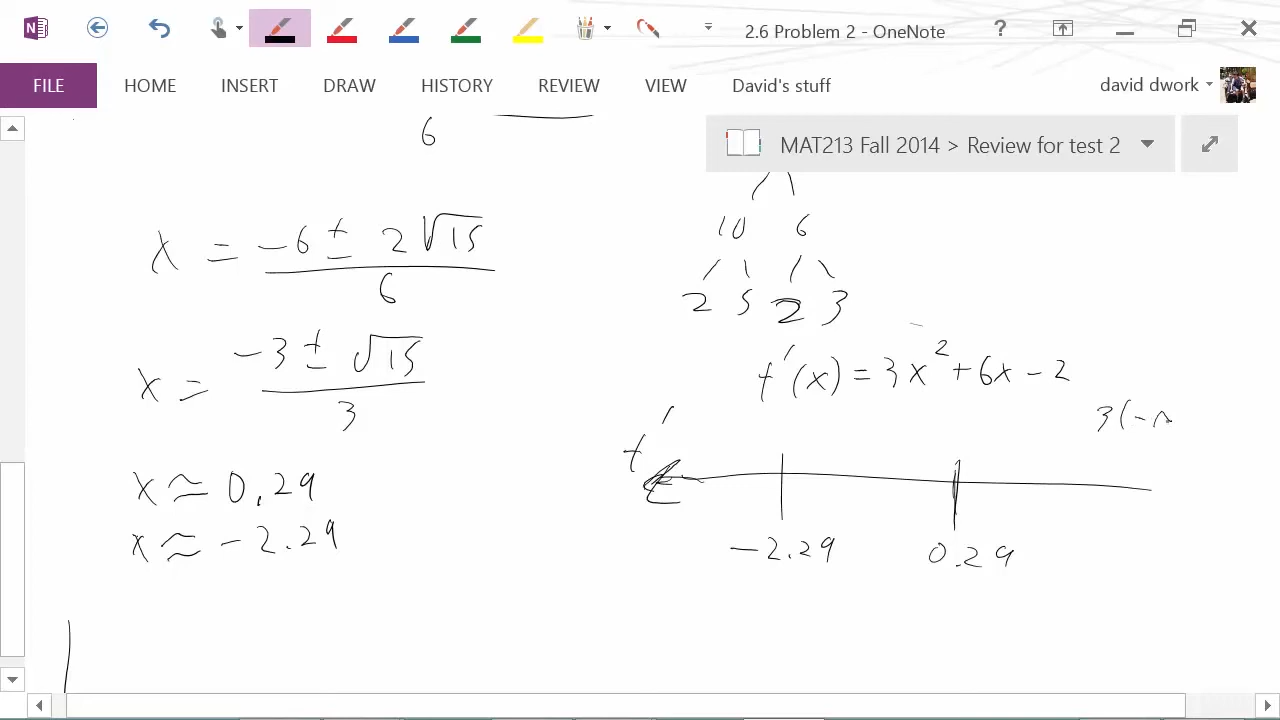 2.6 Problem 2 - OneNote
?
FILE HOME INSERT DRAW HISTORY REVIEW VIEW David's stuff
david dwork
MAT213 Fall 2014 > Review for test 2
6
10 6
x = -6 ± 2√15
6
2 5 2 3
x = -3 ± √15
3
f'(x) = 3x² + 6x - 2
3(-
f'
x ≈ 0.29
x ≈ -2.29
-2.29 0.29